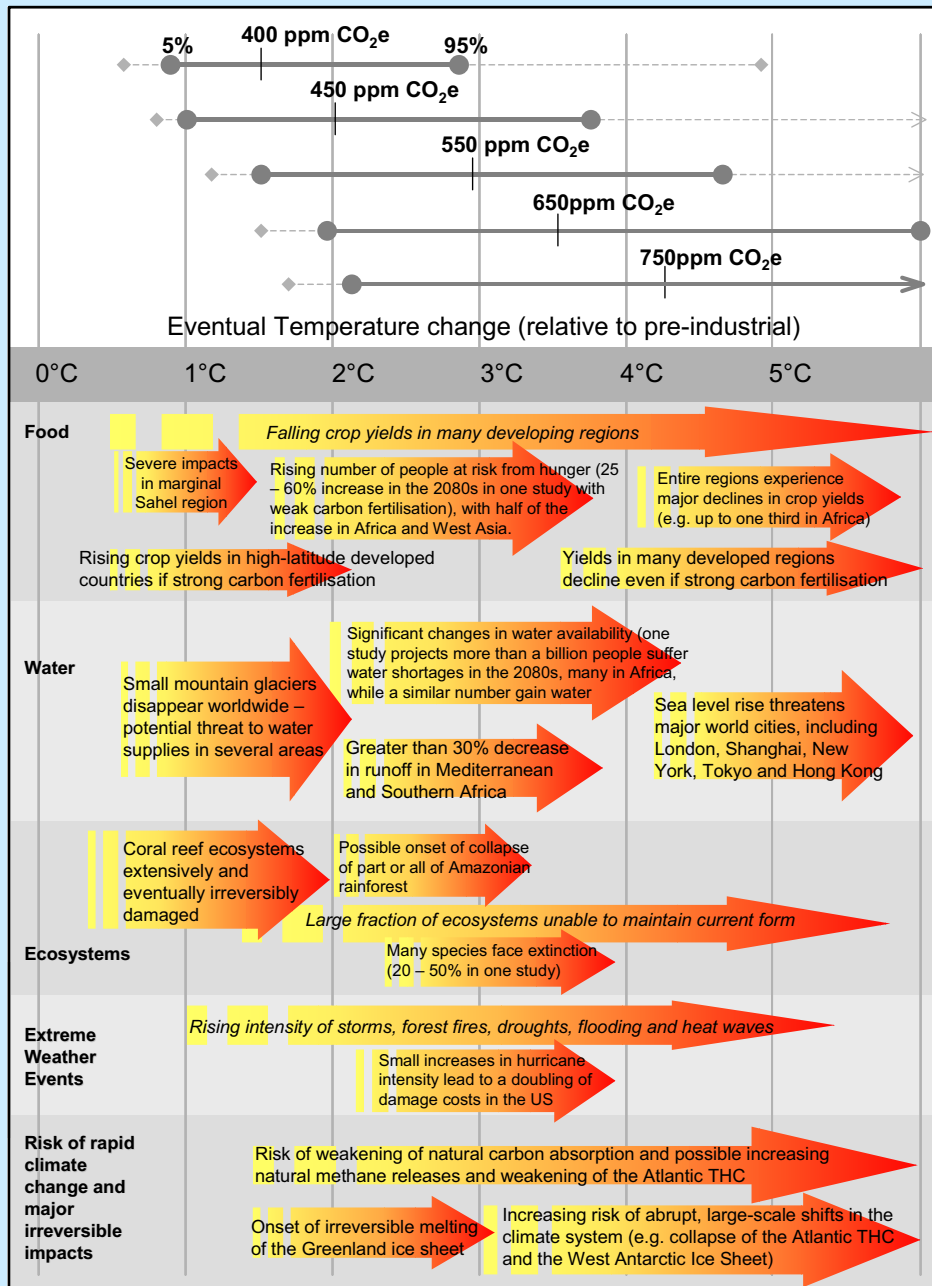 400 ppm CO₂e
5%
95%
450 ppm CO₂e
550 ppm CO₂e
650ppm CO₂e
750ppm CO₂e
Eventual Temperature change (relative to pre-industrial)
0°C 1°C 2°C 3°C 4°C 5°C
Food
Falling crop yields in many developing regions
Severe impacts
in marginal
Sahel region
Rising number of people at risk from hunger (25
– 60% increase in the 2080s in one study with
weak carbon fertilisation), with half of the
increase in Africa and West Asia.
Entire regions experience
major declines in crop yields
(e.g. up to one third in Africa)
Rising crop yields in high-latitude developed
countries if strong carbon fertilisation
Yields in many developed regions
decline even if strong carbon fertilisation
Water
Small mountain glaciers
disappear worldwide –
potential threat to water
supplies in several areas
Significant changes in water availability (one
study projects more than a billion people suffer
water shortages in the 2080s, many in Africa,
while a similar number gain water
Greater than 30% decrease
in runoff in Mediterranean
and Southern Africa
Sea level rise threatens
major world cities, including
London, Shanghai, New
York, Tokyo and Hong Kong
Ecosystems
Coral reef ecosystems
extensively and
eventually irreversibly
damaged
Possible onset of collapse
of part or all of Amazonian
rainforest
Large fraction of ecosystems unable to maintain current form
Many species face extinction
(20 – 50% in one study)
Extreme
Weather
Events
Rising intensity of storms, forest fires, droughts, flooding and heat waves
Small increases in hurricane
intensity lead to a doubling of
damage costs in the US
Risk of rapid
climate
change and
major
irreversible
impacts
Risk of weakening of natural carbon absorption and possible increasing
natural methane releases and weakening of the Atlantic THC
Onset of irreversible melting
of the Greenland ice sheet
Increasing risk of abrupt, large-scale shifts in the
climate system (e.g. collapse of the Atlantic THC
and the West Antarctic Ice Sheet)